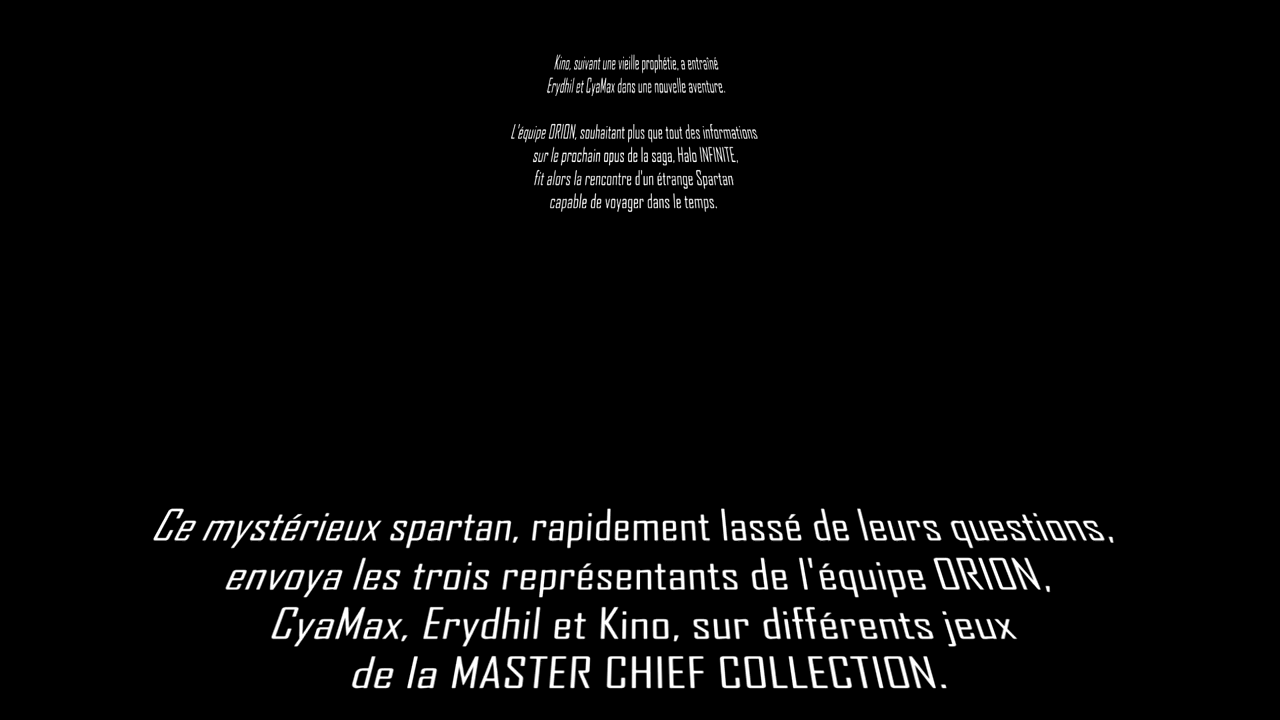 Kino, suivant une vieille prophétie, a entraîné
Erydhil et CyaMax dans une nouvelle aventure.
L'équipe ORION, souhaitant plus que tout des informations
sur le prochain opus de la saga, Halo INFINITE,
fit alors la rencontre d'un étrange Spartan
capable de voyager dans le temps.
Ce mystérieux spartan, rapidement lassé de leurs questions,
envoya les trois représentants de l'équipe ORION,
CyaMax, Erydhil et Kino, sur différents jeux
de la MASTER CHIEF COLLECTION.